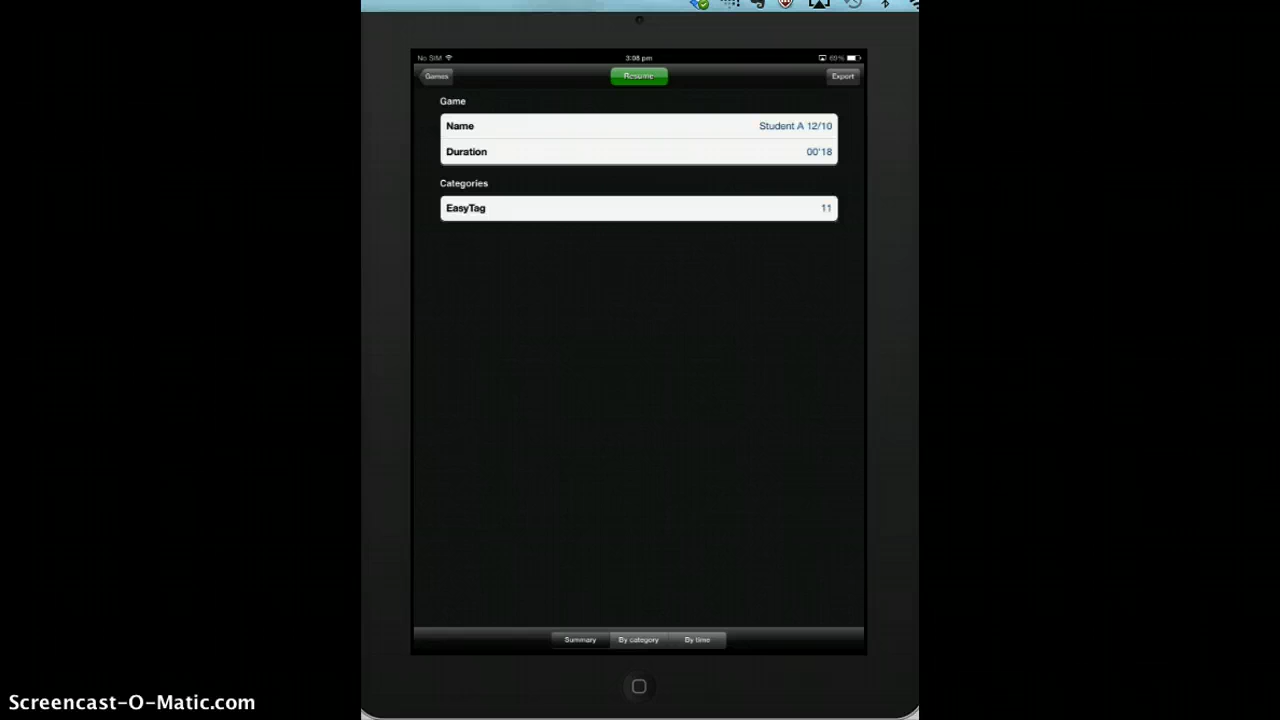 No SIM 3:08 pm 69%
Games Resume Export
Game
Name Student A 12/10
Duration 00'18
Categories
EasyTag 11
Summary By category By time
Screencast-O-Matic.com